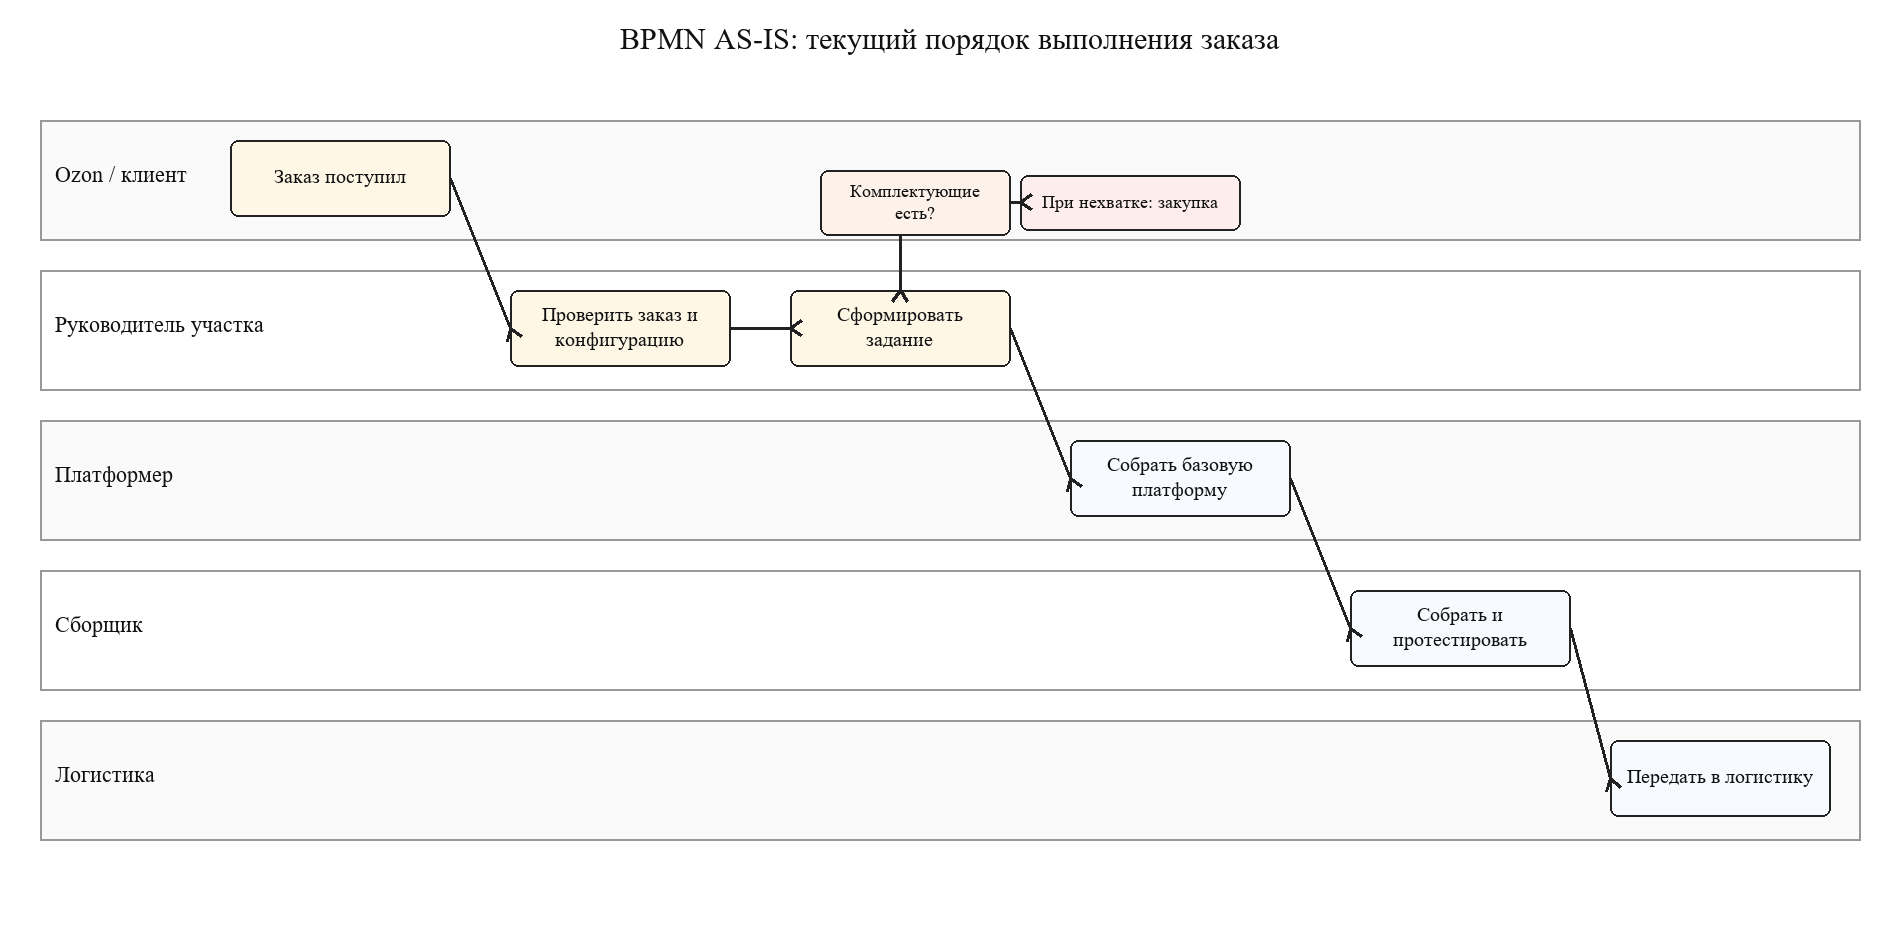 BPMN AS-IS: текущий порядок выполнения заказа
Ozon / клиент
Заказ поступил
Комплектующие
есть?
При нехватке: закупка
Руководитель участка
Проверить заказ и
конфигурацию
Сформировать
задание
Платформер
Собрать базовую
платформу
Сборщик
Собрать и
протестировать
Логистика
Передать в логистику